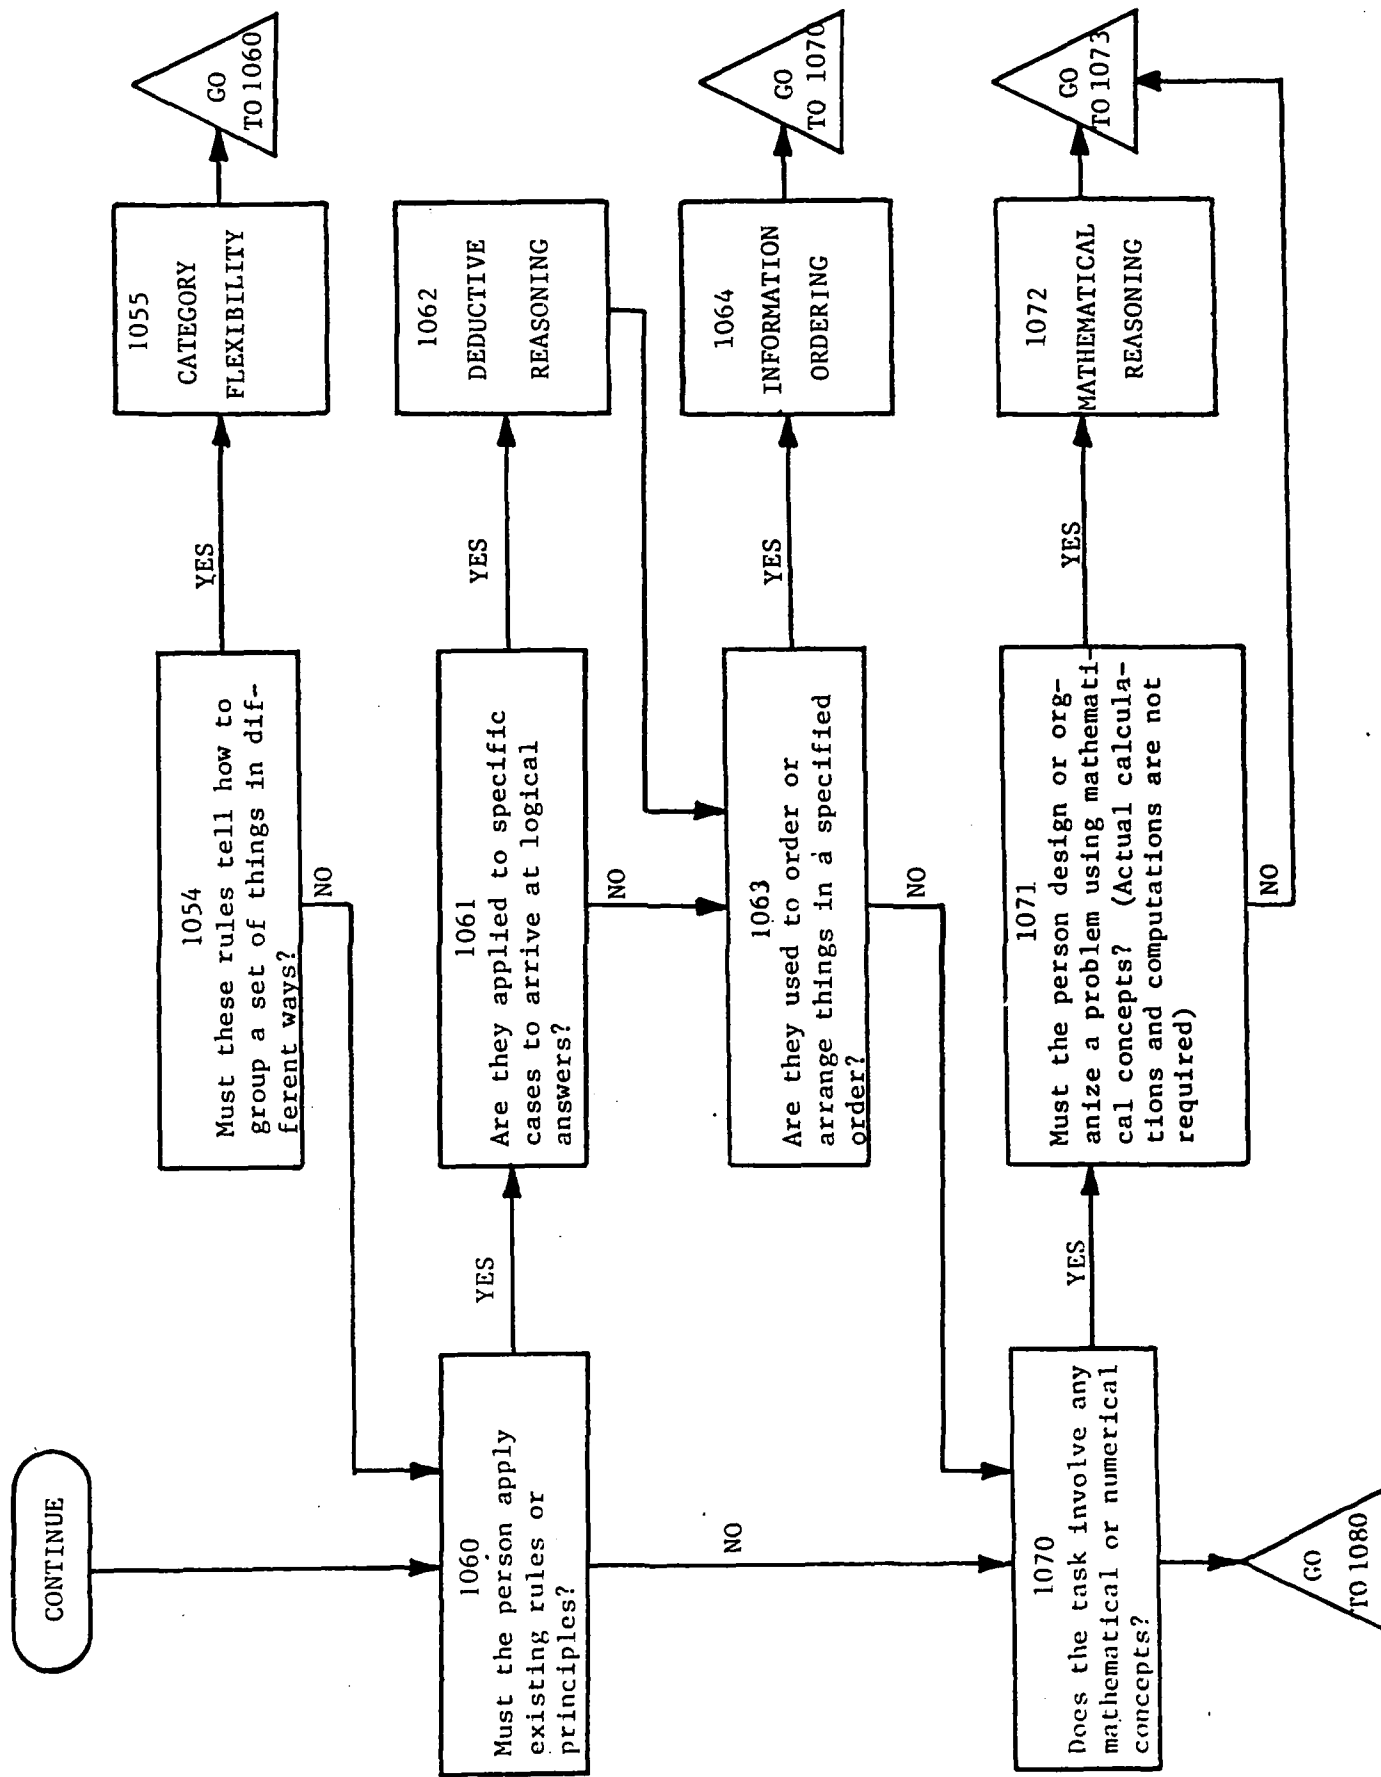 CONTINUE
1054
Must these rules tell how to
group a set of things in dif-
ferent ways?
YES
NO
1055
CATEGORY
FLEXIBILITY
GO
TO 1060
1060
Must the person apply
existing rules or
principles?
YES
NO
1061
Are they applied to specific
cases to arrive at logical
answers?
YES
NO
1062
DEDUCTIVE
REASONING
1063
Are they used to order or
arrange things in a specified
order?
YES
NO
1064
INFORMATION
ORDERING
GO
TO 1070
1070
Does the task involve any
mathematical or numerical
concepts?
YES
1071
Must the person design or org-
anize a problem using mathemati-
cal concepts? (Actual calcula-
tions and computations are not
required)
YES
NO
1072
MATHEMATICAL
REASONING
GO
TO 1073
GO
TO 1080